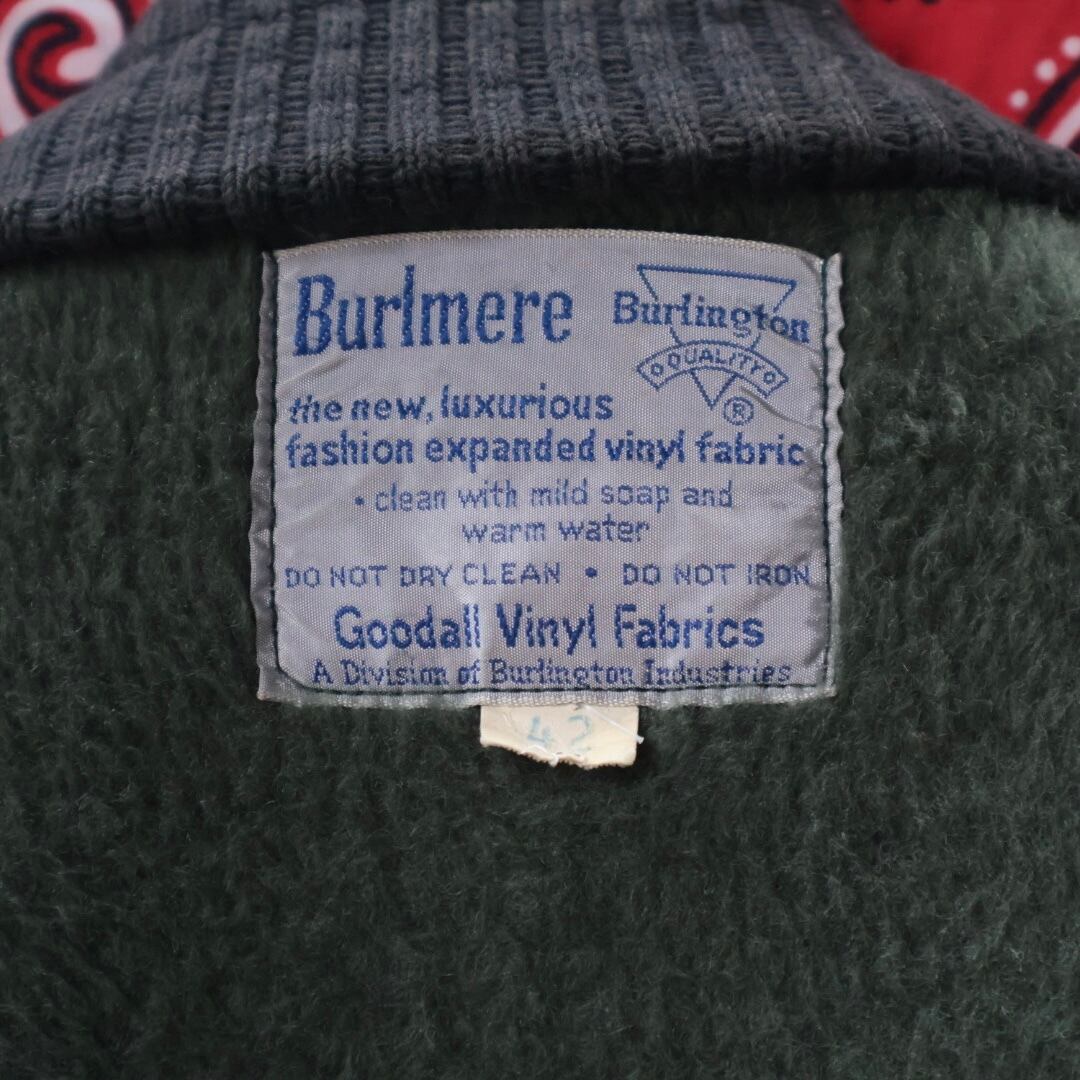 Burlmere
Burlington
QUALITY
®
the new, luxurious
fashion expanded vinyl fabric
• clean with mild soap and
warm water
DO NOT DRY CLEAN • DO NOT IRON
Goodall Vinyl Fabrics
A Division of Burlington Industries
42